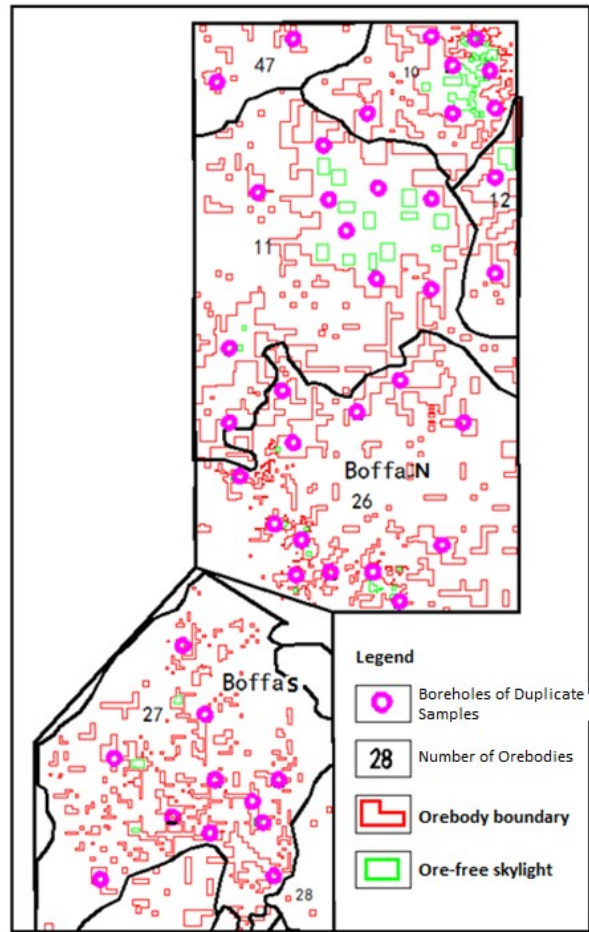 47
10
12
11
Boffa N
26
Boffa S
27
28
Legend
Boreholes of Duplicate
Samples
28 Number of Orebodies
Orebody boundary
Ore-free skylight